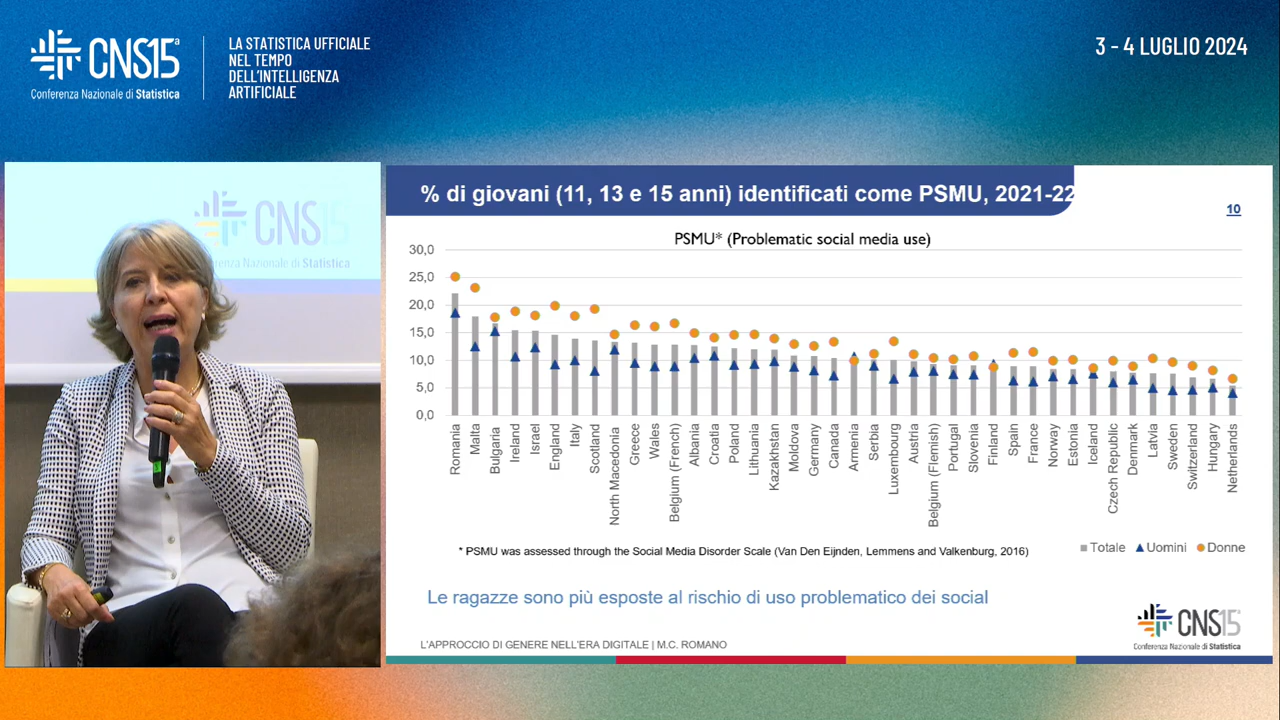 CNS15ª
Conferenza Nazionale di Statistica
LA STATISTICA UFFICIALE
NEL TEMPO
DELL'INTELLIGENZA
ARTIFICIALE
3 - 4 LUGLIO 2024
CNS15
Conferenza Nazionale di Statistica
% di giovani (11, 13 e 15 anni) identificati come PSMU, 2021-22
10
PSMU* (Problematic social media use)
30,0
25,0
20,0
15,0
10,0
5,0
0,0
Romania
Malta
Bulgaria
Ireland
Israel
England
Italy
Scotland
North Macedonia
Greece
Wales
Belgium (French)
Albania
Croatia
Poland
Lithuania
Kazakhstan
Moldova
Germany
Canada
Armenia
Serbia
Luxembourg
Austria
Belgium (Flemish)
Portugal
Slovenia
Finland
Spain
France
Norway
Estonia
Iceland
Czech Republic
Denmark
Latvia
Sweden
Switzerland
Hungary
Netherlands
* PSMU was assessed through the Social Media Disorder Scale (Van Den Eijnden, Lemmens and Valkenburg, 2016)
Totale Uomini Donne
Le ragazze sono più esposte al rischio di uso problematico dei social
L'APPROCCIO DI GENERE NELL'ERA DIGITALE | M.C. ROMANO
CNS15ª
Conferenza Nazionale di Statistica